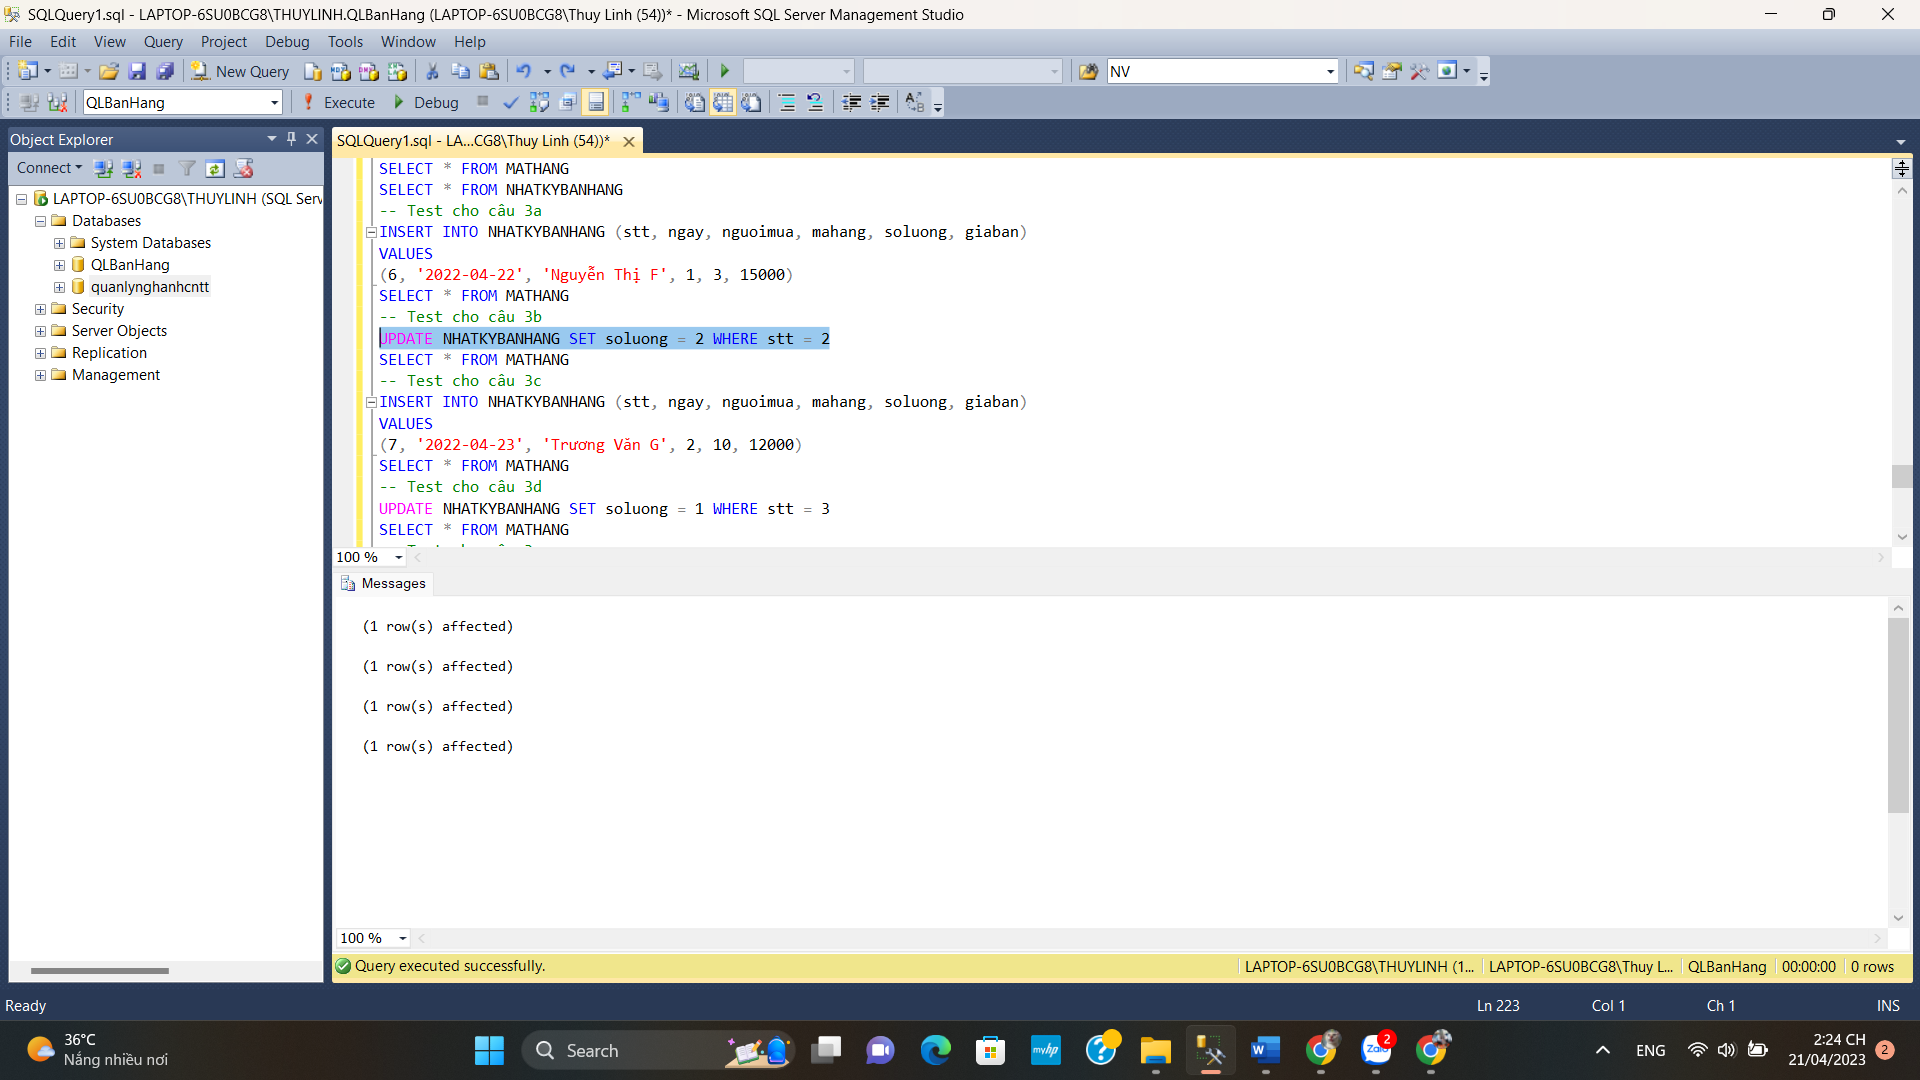 SQLQuery1.sql - LAPTOP-6SU0BCG8\THUYLINH.QLBanHang (LAPTOP-6SU0BCG8\Thuy Linh (54))* - Microsoft SQL Server Management Studio
File Edit View Query Project Debug Tools Window Help
New Query NV
QLBanHang Execute Debug
Object Explorer
Connect
LAPTOP-6SU0BCG8\THUYLINH (SQL Serv
Databases
System Databases
QLBanHang
quanlynghanhcntt
Security
Server Objects
Replication
Management
SQLQuery1.sql - LA...CG8\Thuy Linh (54))*
SELECT * FROM MATHANG
SELECT * FROM NHATKYBANHANG
-- Test cho câu 3a
INSERT INTO NHATKYBANHANG (stt, ngay, nguoimua, mahang, soluong, giaban)
VALUES
(6, '2022-04-22', 'Nguyễn Thị F', 1, 3, 15000)
SELECT * FROM MATHANG
-- Test cho câu 3b
UPDATE NHATKYBANHANG SET soluong = 2 WHERE stt = 2
SELECT * FROM MATHANG
-- Test cho câu 3c
INSERT INTO NHATKYBANHANG (stt, ngay, nguoimua, mahang, soluong, giaban)
VALUES
(7, '2022-04-23', 'Trương Văn G', 2, 10, 12000)
SELECT * FROM MATHANG
-- Test cho câu 3d
UPDATE NHATKYBANHANG SET soluong = 1 WHERE stt = 3
SELECT * FROM MATHANG
100 %
Messages
(1 row(s) affected)
(1 row(s) affected)
(1 row(s) affected)
(1 row(s) affected)
100 %
Query executed successfully. LAPTOP-6SU0BCG8\THUYLINH (1... LAPTOP-6SU0BCG8\Thuy L... QLBanHang 00:00:00 0 rows
Ready Ln 223 Col 1 Ch 1 INS
36°C
Nắng nhiều nơi
Search
myhp
Zalo
2
ENG
2:24 CH
21/04/2023
2